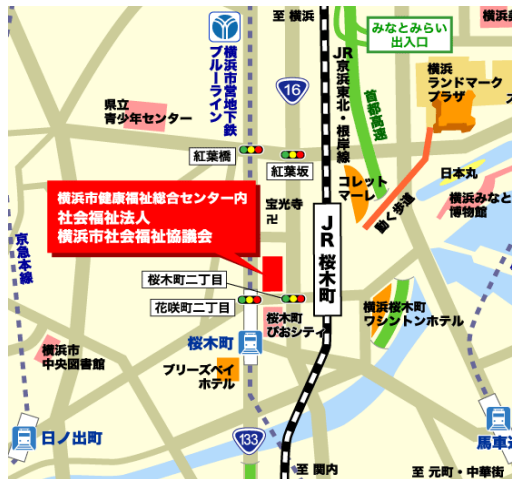 至 横浜
みなとみらい
出入口
横浜美
横浜市営地下鉄
ブルーライン
16
JR京浜東北・根岸線
首都高速
横浜
ランドマーク
プラザ
県立
青少年センター
紅葉橋
紅葉坂
コレット
マーレ
動く歩道
日本丸
横浜みなと
博物館
横浜市健康福祉総合センター内
社会福祉法人
横浜市社会福祉協議会
宝光寺
卍
JR 桜木町
京急本線
桜木町二丁目
花咲町二丁目
桜木町
ぴおシティ
横浜桜木町
ワシントンホテル
桜木町
横浜市
中央図書館
ブリーズベイ
ホテル
日ノ出町
133
馬車道
至 関内
至 元町・中華街